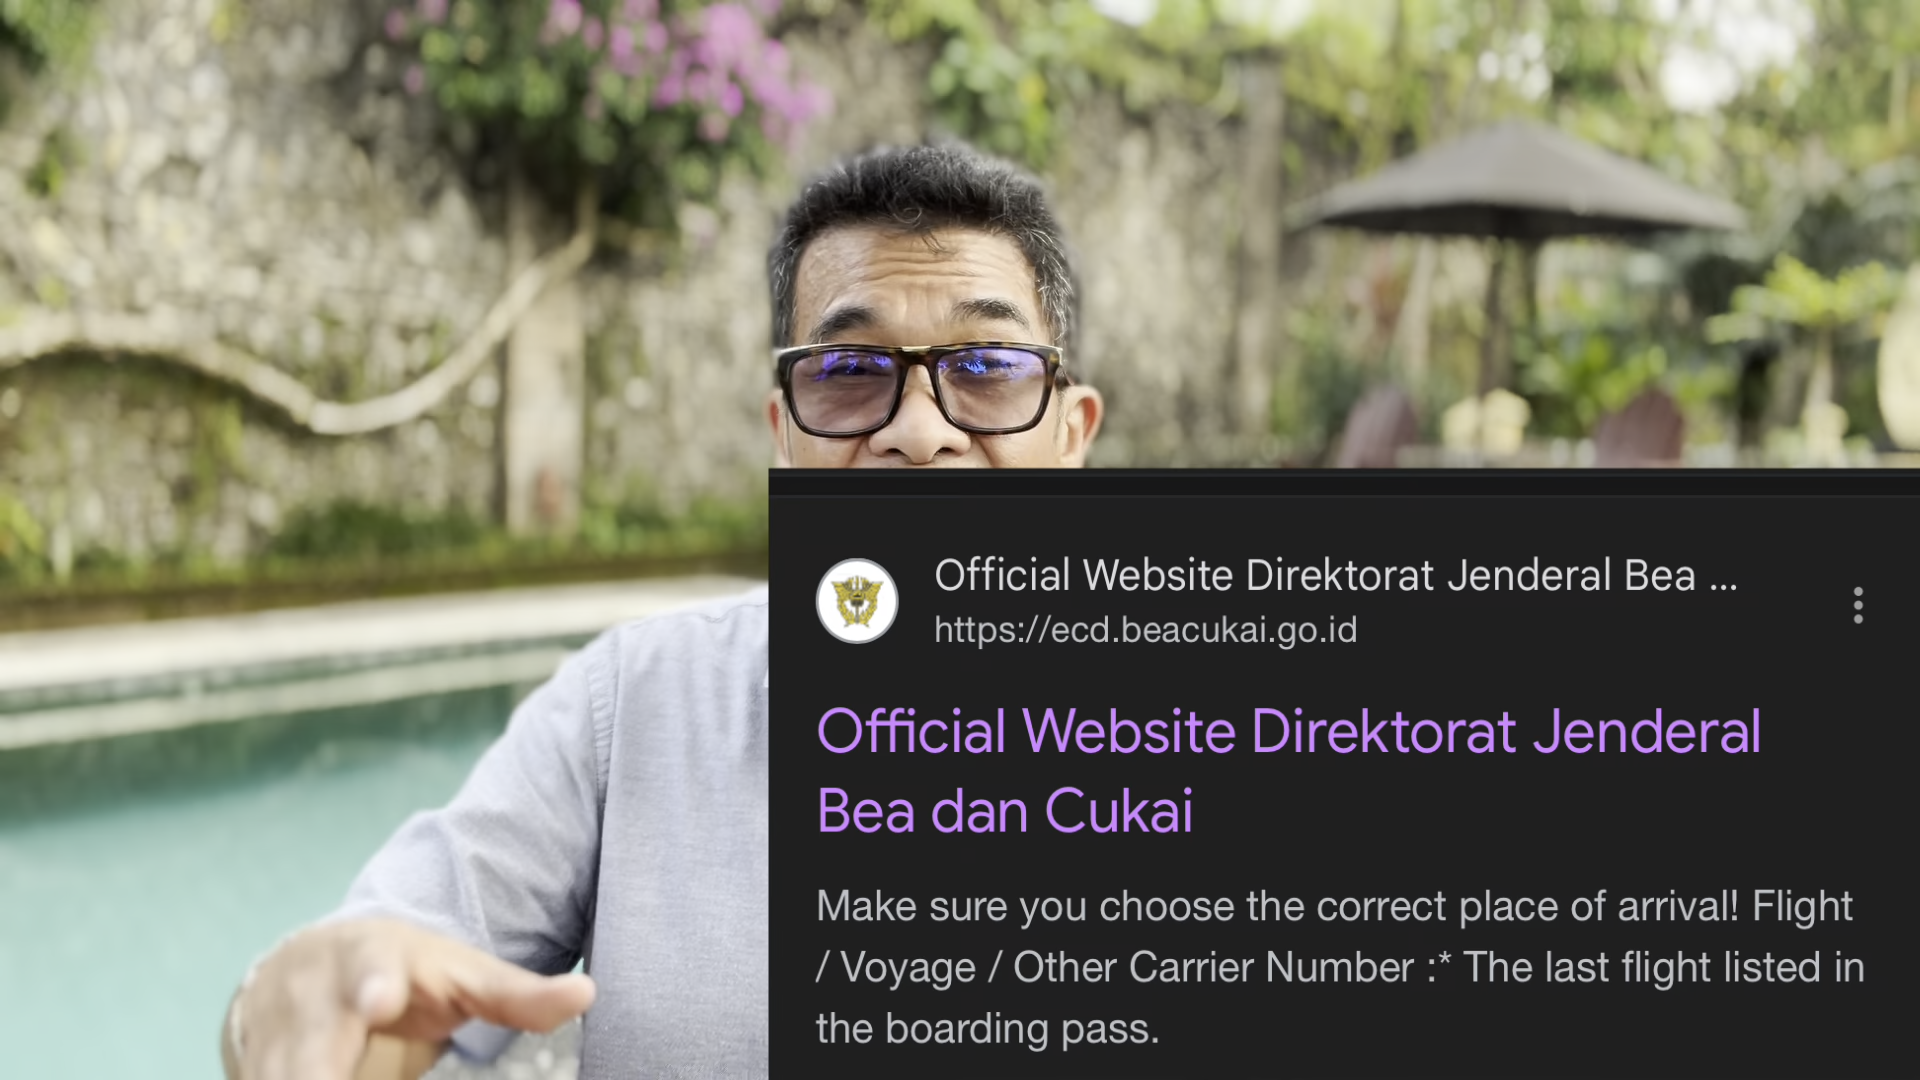 Official Website Direktorat Jenderal Bea ...
https://ecd.beacukai.go.id
Official Website Direktorat Jenderal
Bea dan Cukai
Make sure you choose the correct place of arrival! Flight
/ Voyage / Other Carrier Number :* The last flight listed in
the boarding pass.